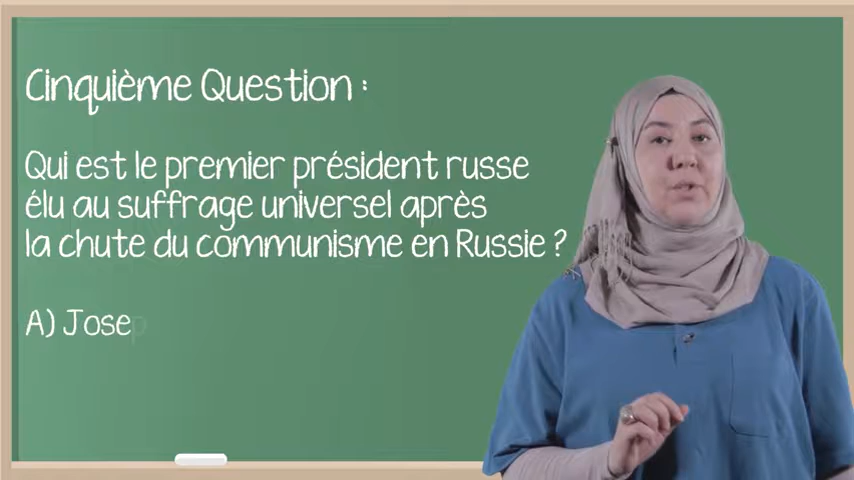 Cinquième Question :
Qui est le premier président russe
élu au suffrage universel après
la chute du communisme en Russie ?
A) Josep